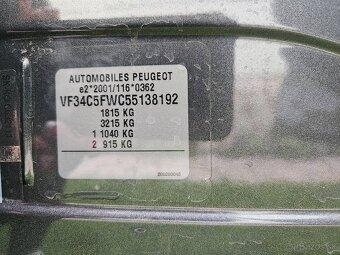 AUTOMOBILES PEUGEOT
e2*2001/116*0362
VF34C5FWC55138192
1815 KG
3215 KG
1 1040 KG
2 915 KG